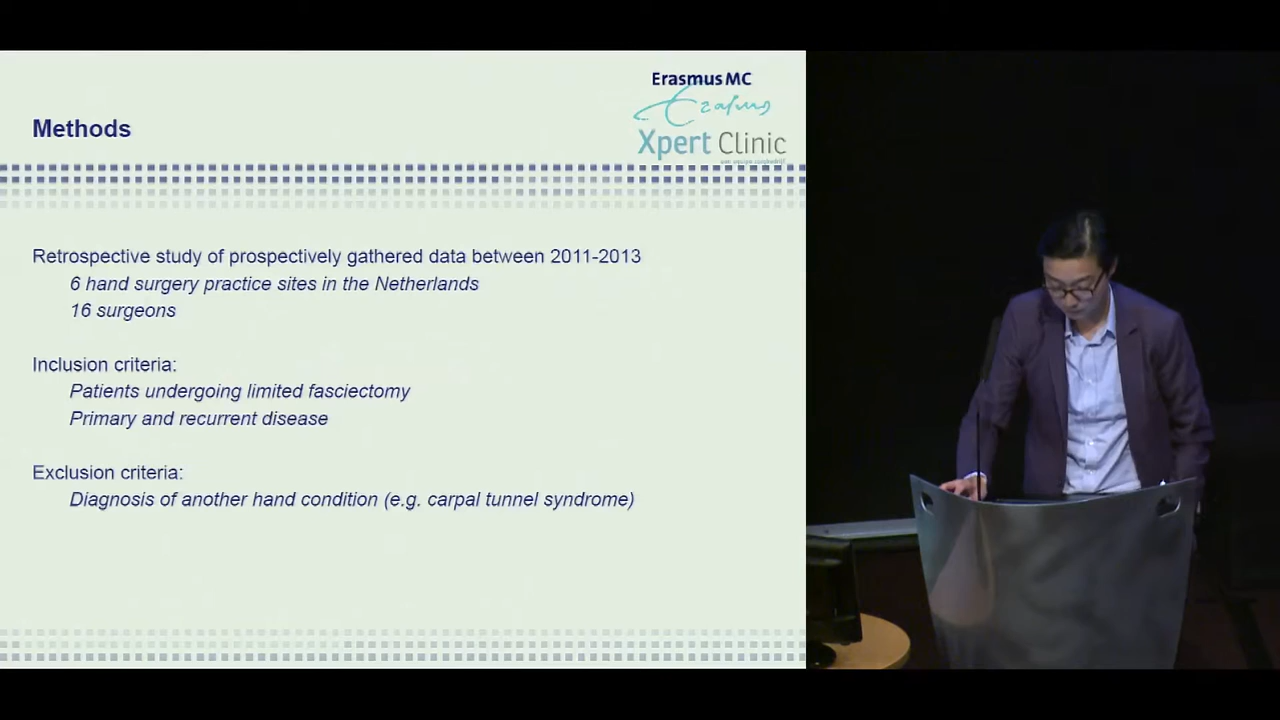 Erasmus MC
Erasmus
Xpert Clinic
Methods
Retrospective study of prospectively gathered data between 2011-2013
6 hand surgery practice sites in the Netherlands
16 surgeons
Inclusion criteria:
Patients undergoing limited fasciectomy
Primary and recurrent disease
Exclusion criteria:
Diagnosis of another hand condition (e.g. carpal tunnel syndrome)